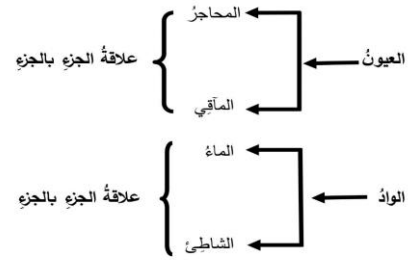 المحاجرُ
العيونُ
علاقةُ الجزءِ بالجزءِ
المآقِي
الماءُ
الوادُ
علاقةُ الجزءِ بالجزءِ
الشاطِئ